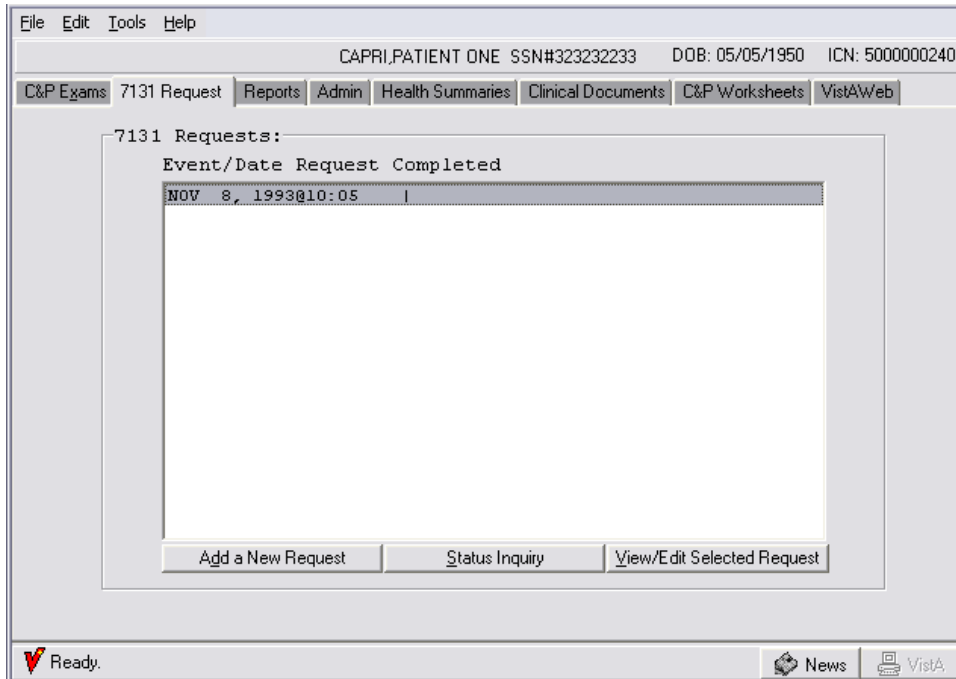 File Edit Tools Help
CAPRI,PATIENT ONE SSN#323232233 DOB: 05/05/1950 ICN: 5000000240
C&P Exams 7131 Request Reports Admin Health Summaries Clinical Documents C&P Worksheets VistAWeb
7131 Requests:
Event/Date Request Completed
NOV 8, 1993@10:05 |
Add a New Request Status Inquiry View/Edit Selected Request
Ready. News VistA